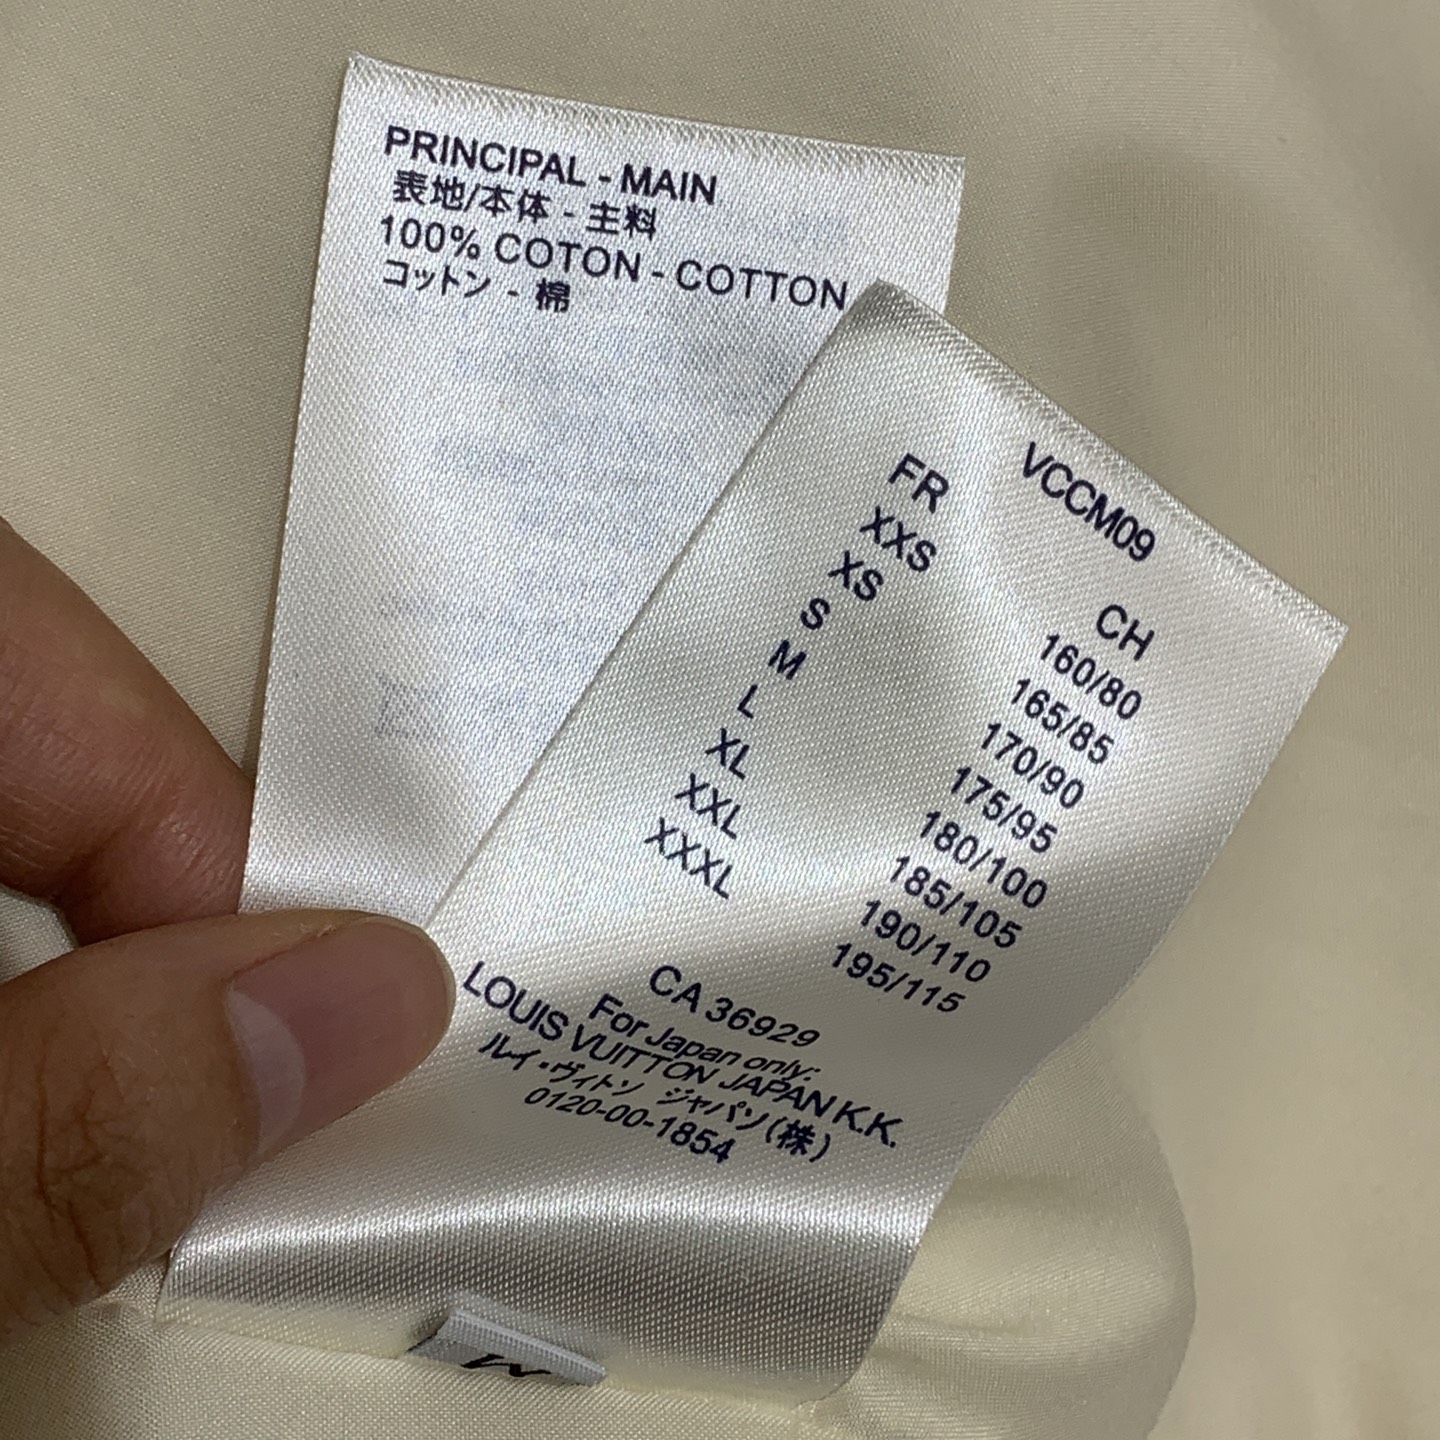 PRINCIPAL - MAIN
表地/本体 - 主料
100% COTON - COTTON
コットン - 棉
VCCM09
FR CH
XXS 160/80
XS 165/85
S 170/90
M 175/95
L 180/100
XL 185/105
XXL 190/110
XXXL 195/115
CA 36929
For Japan only:
LOUIS VUITTON JAPAN K.K.
ルイ・ヴィトン ジャパン(株)
0120-00-1854
M